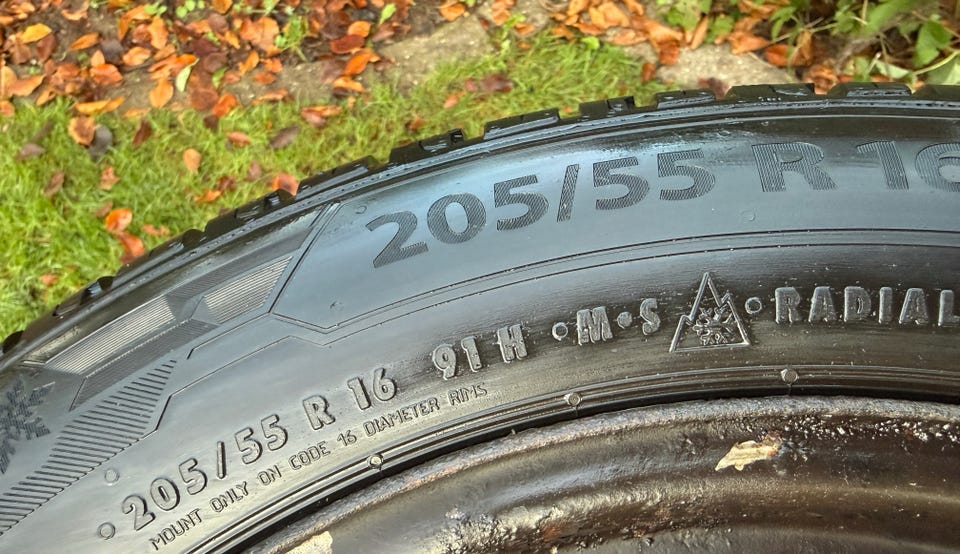 205/55 R 16
205/55 R 16 91 H M+S RADIAL
MOUNT ONLY ON CODE 16 DIAMETER RIMS